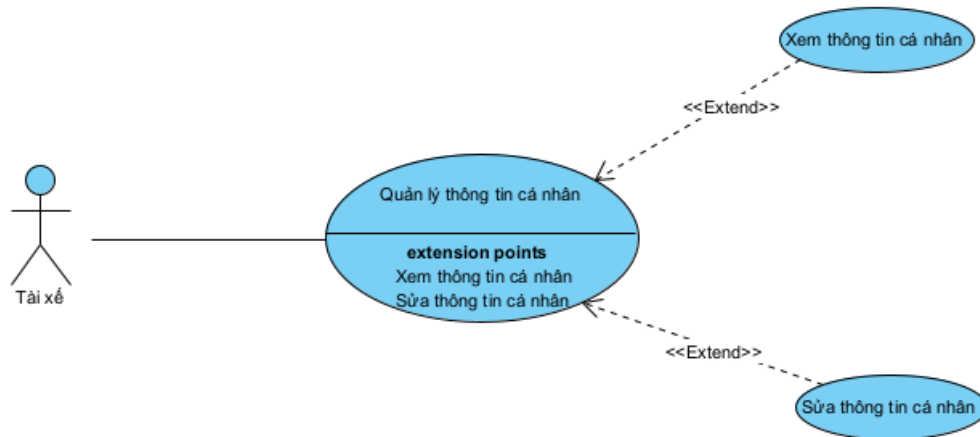 Xem thông tin cá nhân
<<Extend>>
Quản lý thông tin cá nhân
extension points
Xem thông tin cá nhân
Sửa thông tin cá nhân
Tài xế
<<Extend>>
Sửa thông tin cá nhân